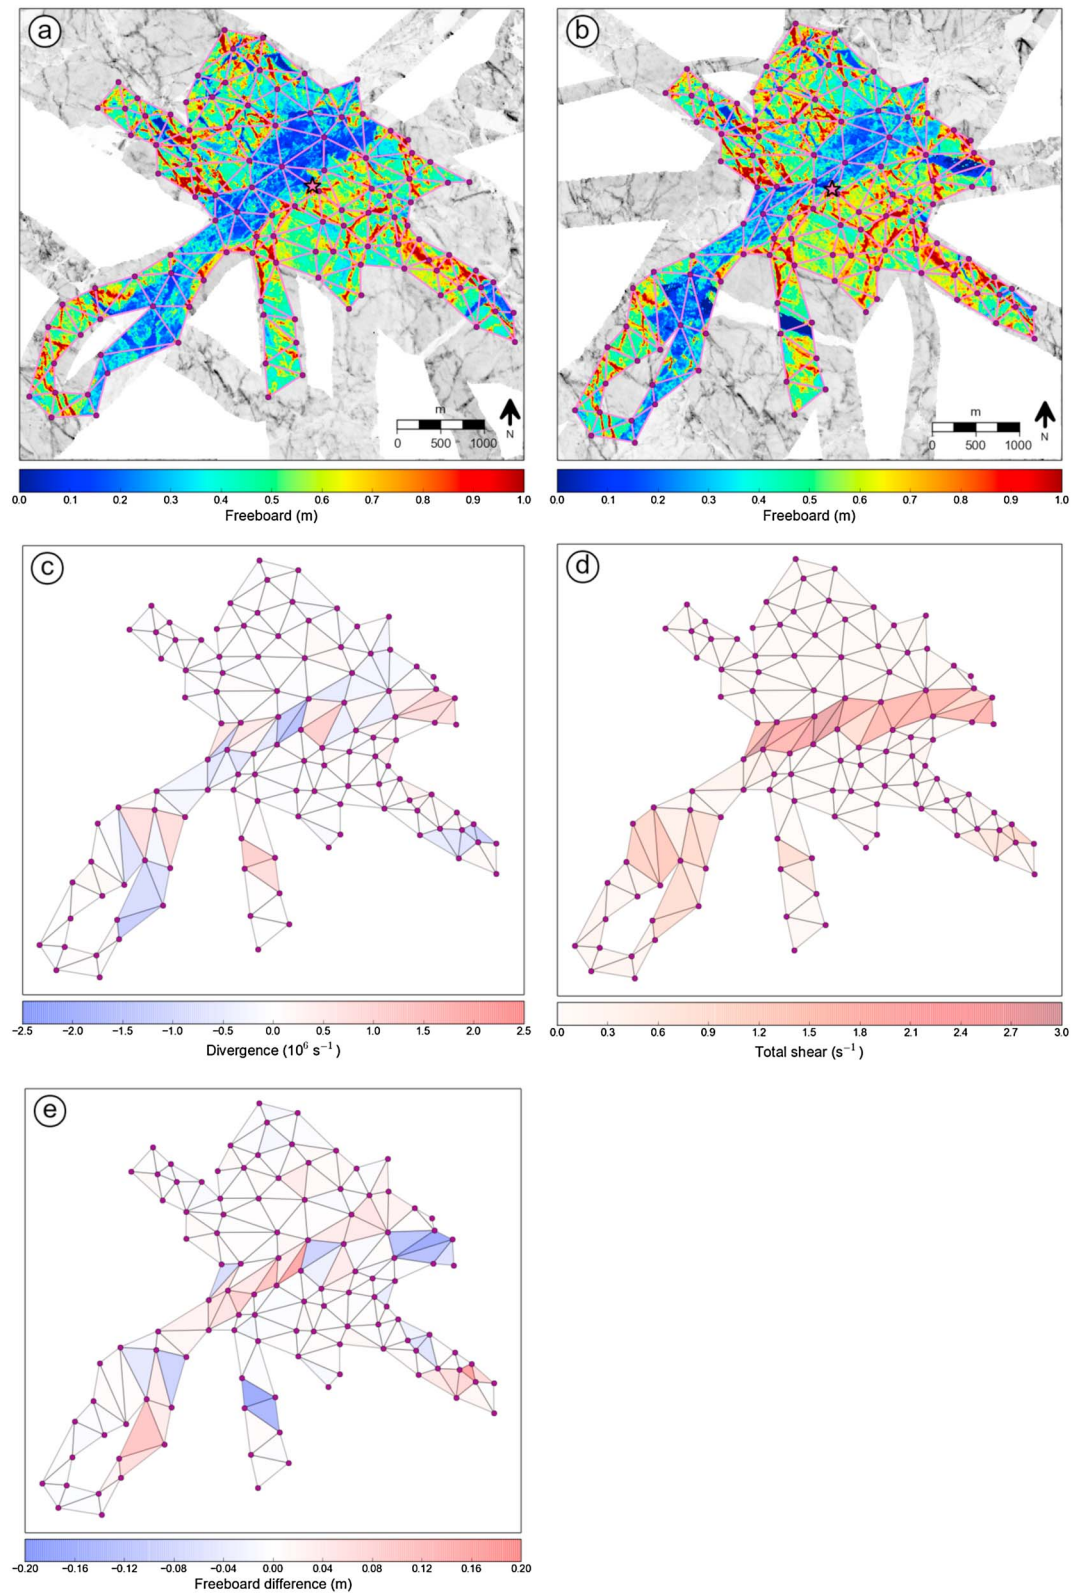 a
b
m
0 500 1000
N
m
0 500 1000
N
0.0 0.1 0.2 0.3 0.4 0.5 0.6 0.7 0.8 0.9 1.0
Freeboard (m)
0.0 0.1 0.2 0.3 0.4 0.5 0.6 0.7 0.8 0.9 1.0
Freeboard (m)
c
d
−2.5 −2.0 −1.5 −1.0 −0.5 0.0 0.5 1.0 1.5 2.0 2.5
Divergence (10⁶ s⁻¹)
0.0 0.3 0.6 0.9 1.2 1.5 1.8 2.1 2.4 2.7 3.0
Total shear (s⁻¹)
e
−0.20 −0.16 −0.12 −0.08 −0.04 0.00 0.04 0.08 0.12 0.16 0.20
Freeboard difference (m)